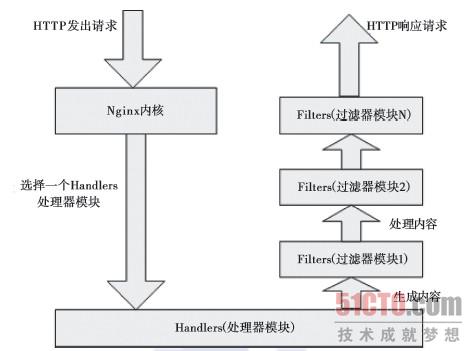 HTTP发出请求
HTTP响应请求
Nginx内核
Filters(过滤器模块N)
选择一个Handlers
处理器模块
Filters(过滤器模块2)
处理内容
Filters(过滤器模块1)
生成内容
Handlers(处理器模块)
51CTO.com
技术成就梦想